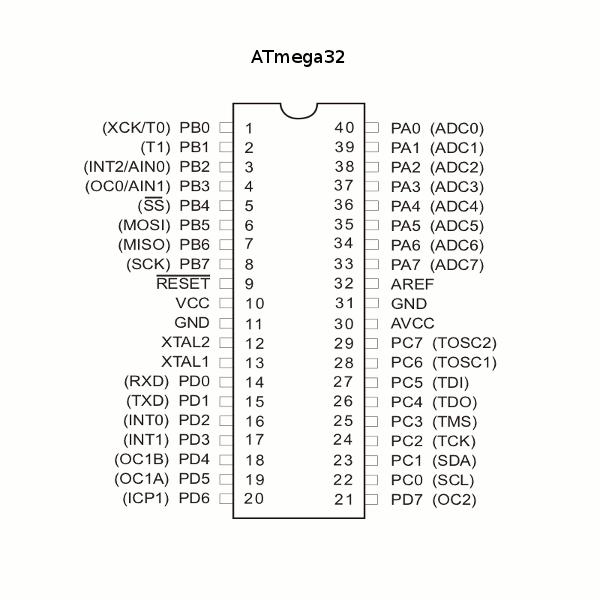 ATmega32
(XCK/T0) PB0 1 40 PA0 (ADC0)
(T1) PB1 2 39 PA1 (ADC1)
(INT2/AIN0) PB2 3 38 PA2 (ADC2)
(OC0/AIN1) PB3 4 37 PA3 (ADC3)
(SS) PB4 5 36 PA4 (ADC4)
(MOSI) PB5 6 35 PA5 (ADC5)
(MISO) PB6 7 34 PA6 (ADC6)
(SCK) PB7 8 33 PA7 (ADC7)
RESET 9 32 AREF
VCC 10 31 GND
GND 11 30 AVCC
XTAL2 12 29 PC7 (TOSC2)
XTAL1 13 28 PC6 (TOSC1)
(RXD) PD0 14 27 PC5 (TDI)
(TXD) PD1 15 26 PC4 (TDO)
(INT0) PD2 16 25 PC3 (TMS)
(INT1) PD3 17 24 PC2 (TCK)
(OC1B) PD4 18 23 PC1 (SDA)
(OC1A) PD5 19 22 PC0 (SCL)
(ICP1) PD6 20 21 PD7 (OC2)